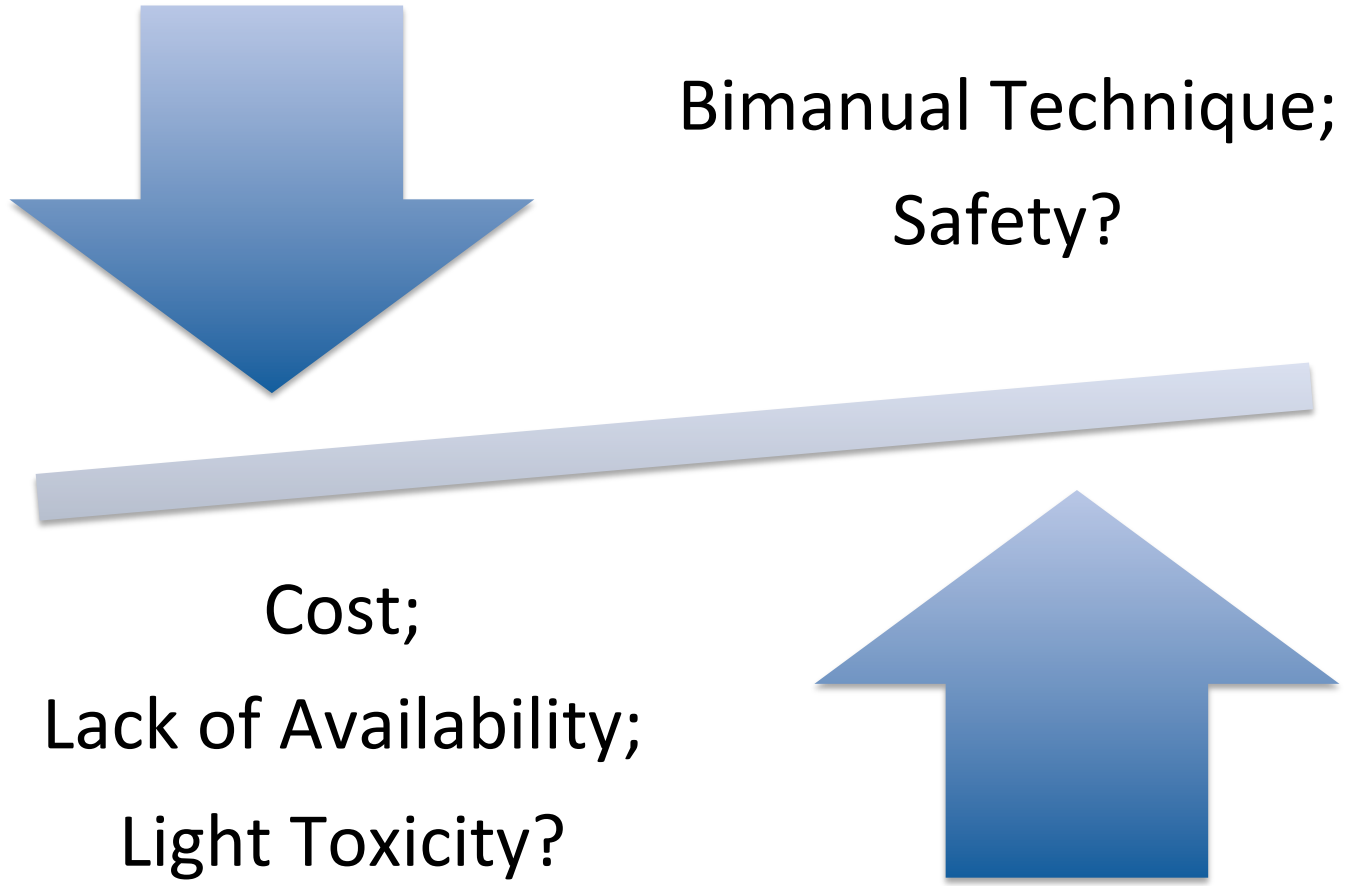 Bimanual Technique;
Safety?
Cost;
Lack of Availability;
Light Toxicity?